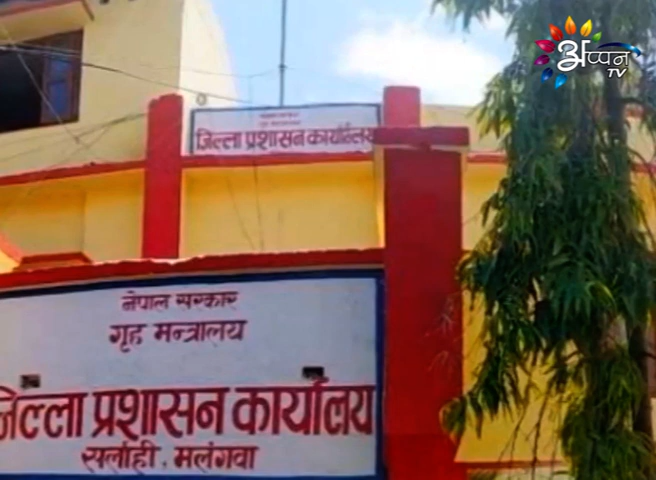 अप्पन
TV
जिल्ला प्रशासन कार्यालय
नेपाल सरकार
गृह मन्त्रालय
जिल्ला प्रशासन कार्यालय
सर्लाही, मलंगवा